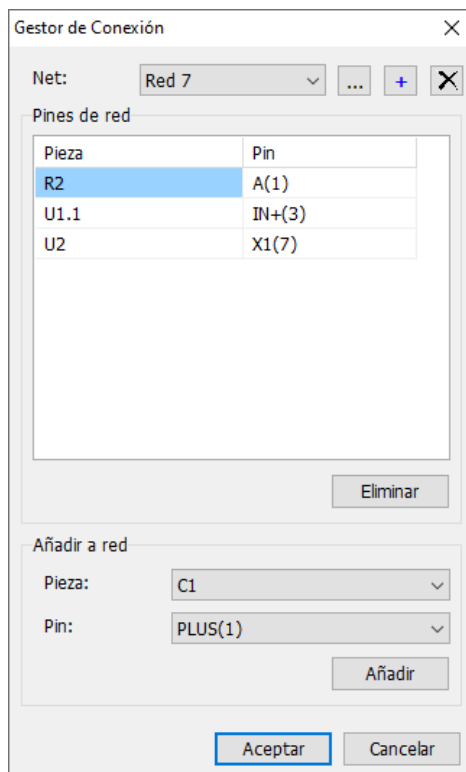 Gestor de Conexión
Net: Red 7 ... +
Pines de red
Pieza Pin
R2 A(1)
U1.1 IN+(3)
U2 X1(7)
Eliminar
Añadir a red
Pieza: C1
Pin: PLUS(1)
Añadir
Aceptar Cancelar